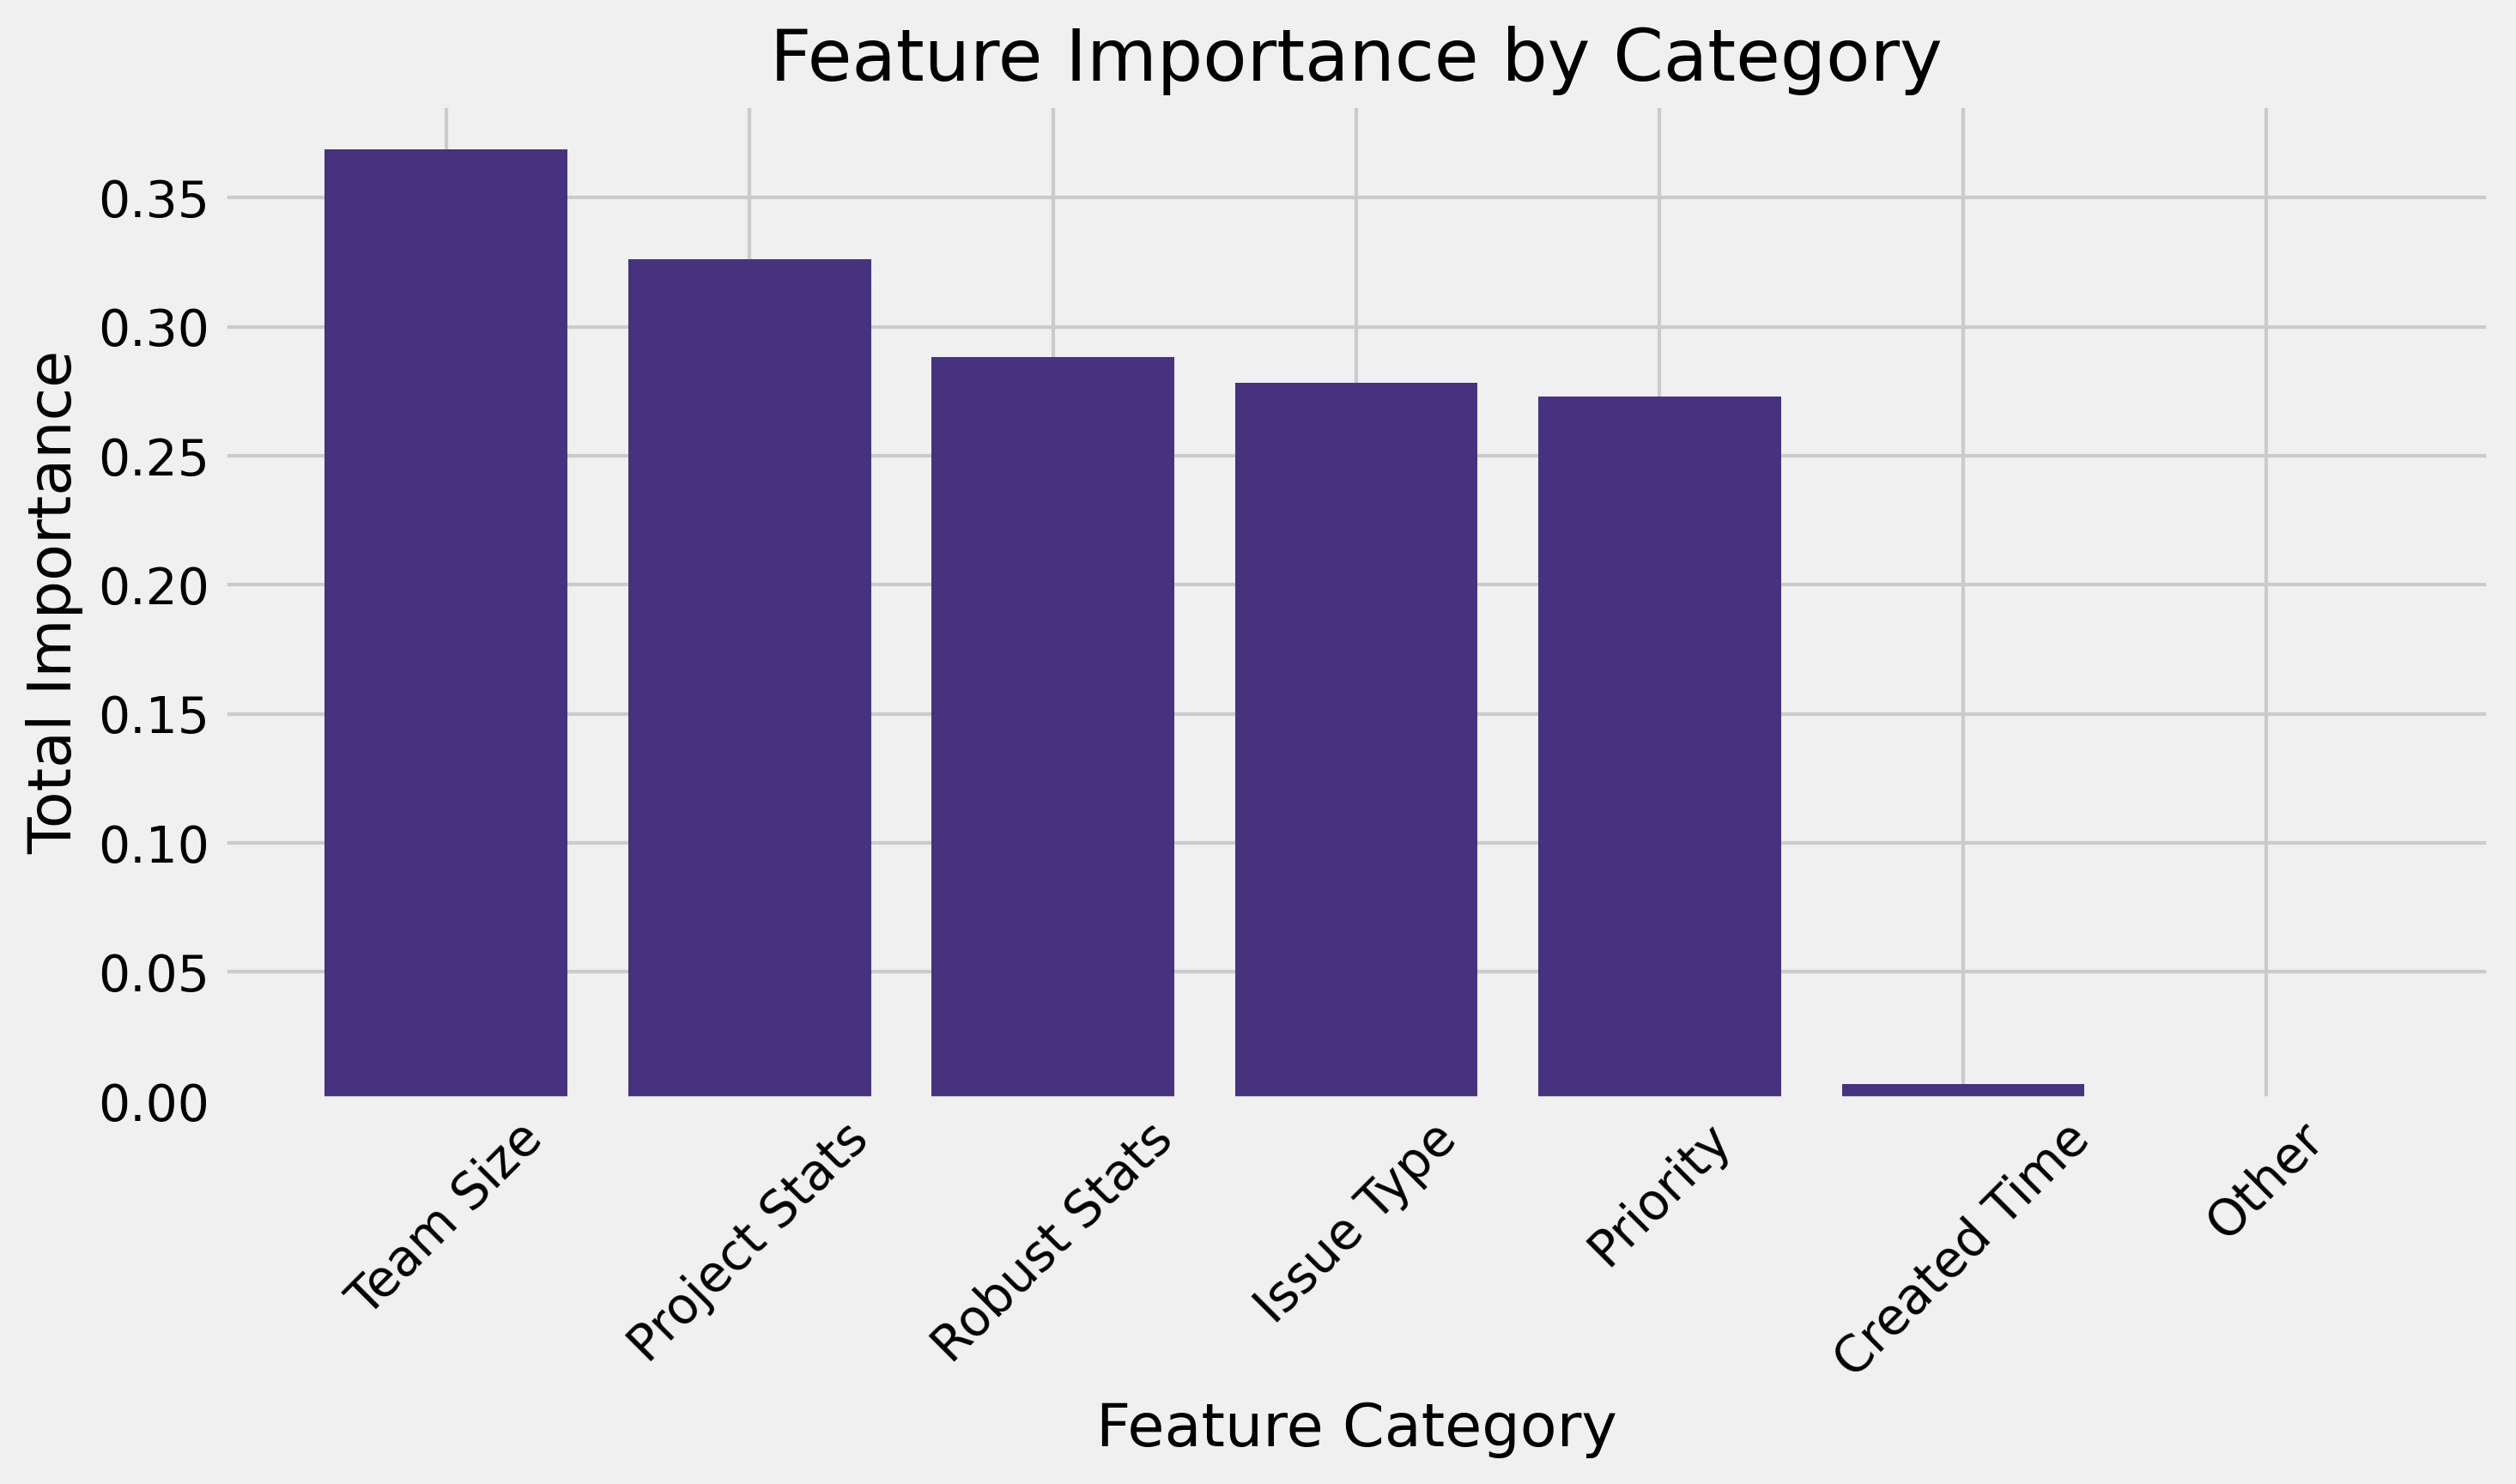 Feature Importance by Category
Total Importance
0.35
0.30
0.25
0.20
0.15
0.10
0.05
0.00
Team Size
Project Stats
Robust Stats
Issue Type
Priority
Created Time
Other
Feature Category